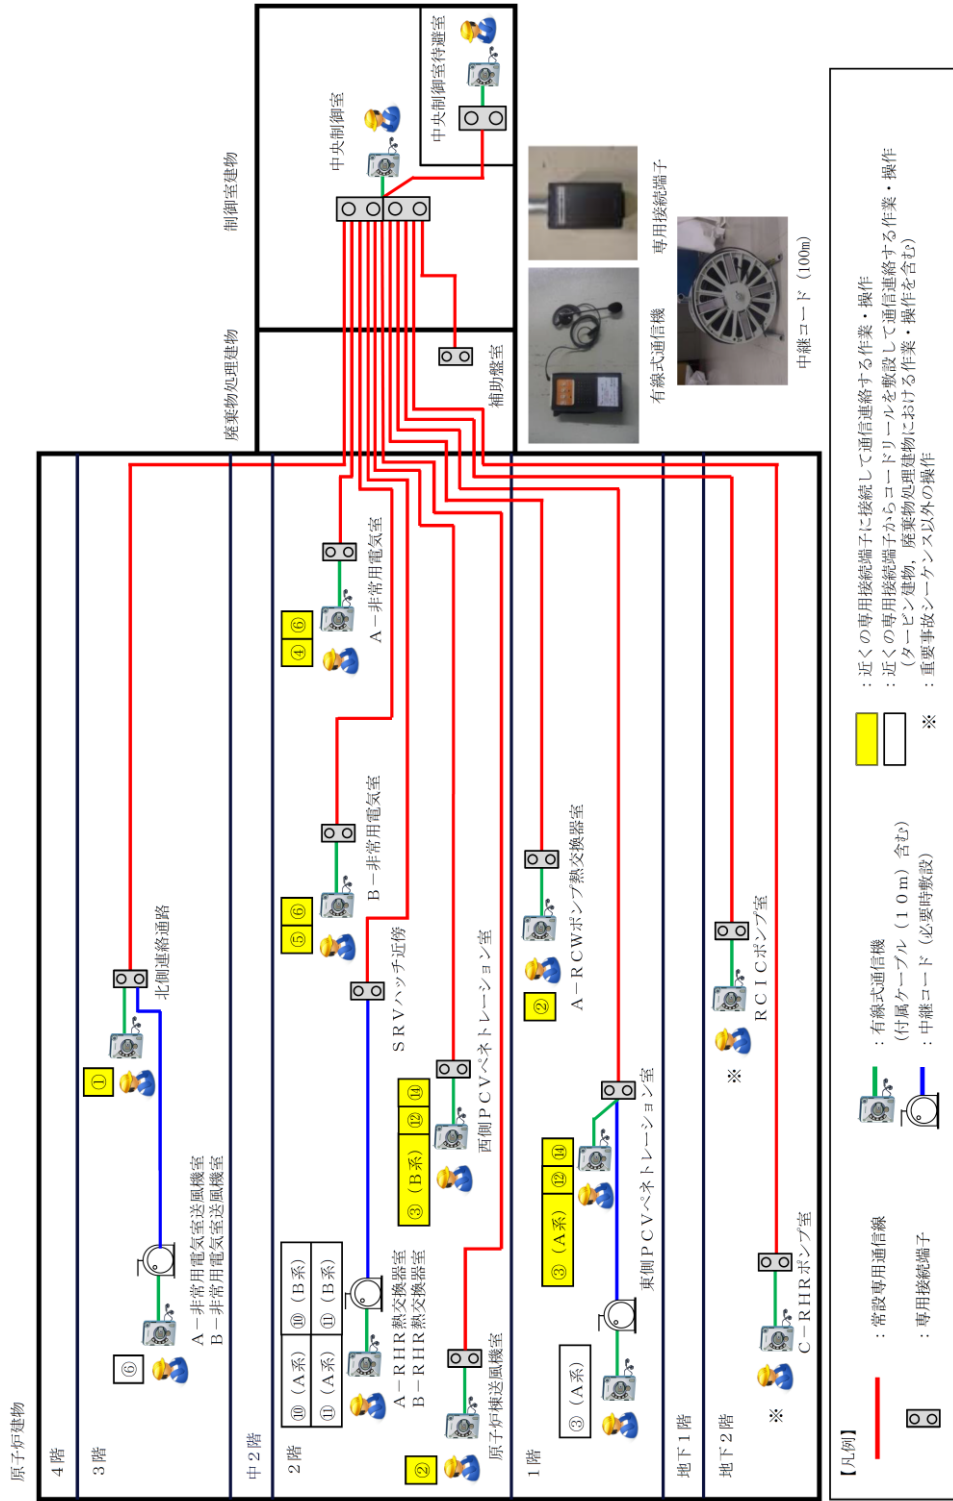 原子炉建物
4階
3階
中2階
2階
1階
地下1階
地下2階
廃棄物処理建物
制御室建物
中央制御室
中央制御室待避室
補助盤室
①
北側連絡通路
⑥
A－非常用電気室送風機室
B－非常用電気室送風機室
④ ⑥
A－非常用電気室
⑤ ⑥
B－非常用電気室
SRVハッチ近傍
⑩（A系） ⑩（B系）
⑪（A系） ⑪（B系）
A－RHR熱交換器室
B－RHR熱交換器室
③（B系） ⑫ ⑭
西側PCVペネトレーション室
②
原子炉棟送風機室
②
A－RCWポンプ熱交換器室
③（A系） ⑫ ⑭
東側PCVペネトレーション室
③（A系）
※
RCICポンプ室
※
C－RHRポンプ室
有線式通信機
専用接続端子
中継コード（100m）
【凡例】
：常設専用通信線
：専用接続端子
：有線式通信機
（付属ケーブル（10m）含む）
：中継コード（必要時敷設）
：近くの専用接続端子に接続して通信連絡する作業・操作
：近くの専用接続端子からコードリールを敷設して通信連絡する作業・操作
（タービン建物，廃棄物処理建物における作業・操作を含む）
※ ：重要事故シーケンス以外の操作